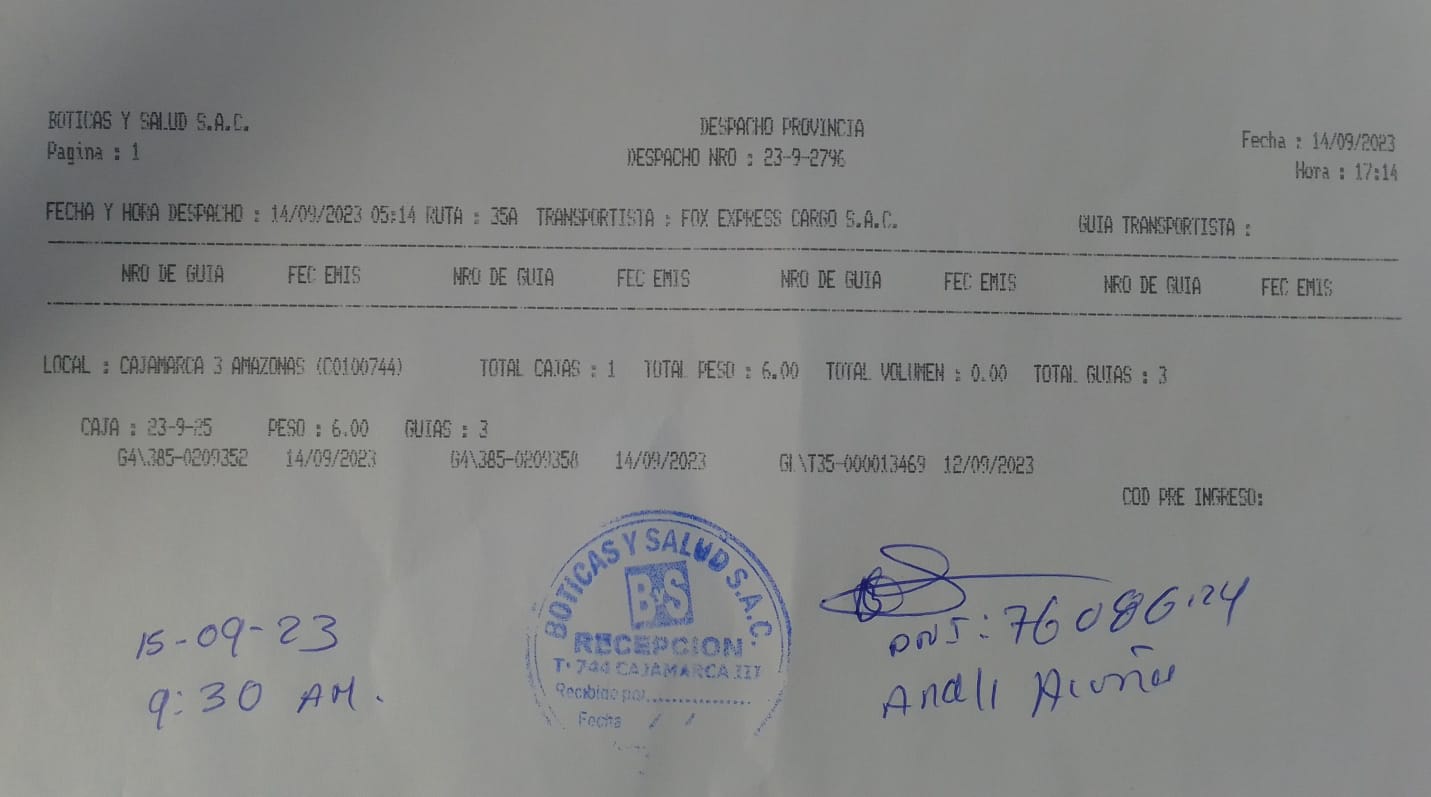 BOTICAS Y SALUD S.A.C.
DESPACHO PROVINCIA
Fecha : 14/09/2023
Pagina : 1
DESPACHO NRO : 23-9-2796
Hora : 17:14
FECHA Y HORA DESPACHO : 14/09/2023 05:14 RUTA : 35A TRANSPORTISTA : FOX EXPRESS CARGO S.A.C. GUIA TRANSPORTISTA :
NRO DE GUIA FEC EMIS NRO DE GUIA FEC EMIS NRO DE GUIA FEC EMIS NRO DE GUIA FEC EMIS
LOCAL : CAJAMARCA 3 AMAZONAS (C0100744) TOTAL CAJAS : 1 TOTAL PESO : 6.00 TOTAL VOLUMEN : 0.00 TOTAL GUIAS : 3
CAJA : 23-9-25 PESO : 6.00 GUIAS : 3
G4\385-0209352 14/09/2023 G4\385-0209358 14/09/2023 GL\T35-000013469 12/09/2023
COD PRE INGRESO:
BOTICAS Y SALUD S.A.C.
B&S
RECEPCION
T-744 CAJAMARCA III
Recibido por
Fecha / /
15-09-23
9:30 AM.
DNI: 76086124
Anali Acuña